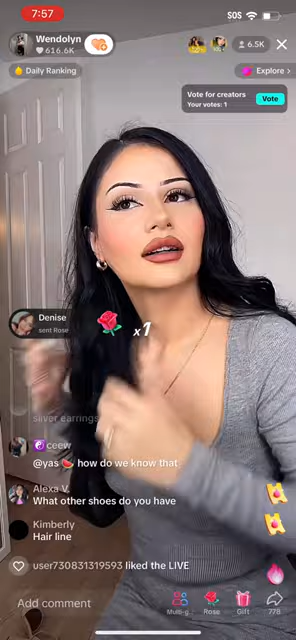 7:57
SOS
Wendolyn
616.6K
6.5K
Daily Ranking
Explore >
Vote for creators
Your votes: 1
Vote
Denise
sent Rose
x1
silver earrings
ceew
@yas 🍉 how do we know that
Alexa V.
What other shoes do you have
Kimberly
Hair line
user730831319593 liked the LIVE
Add comment
Multi-g...
Rose
Gift
778